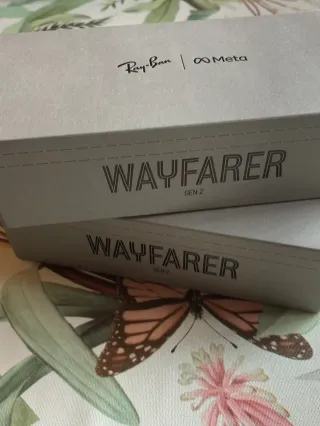 Ray-Ban | ∞ Meta
WAYFARER
GEN 2
WAYFARER
GEN 2